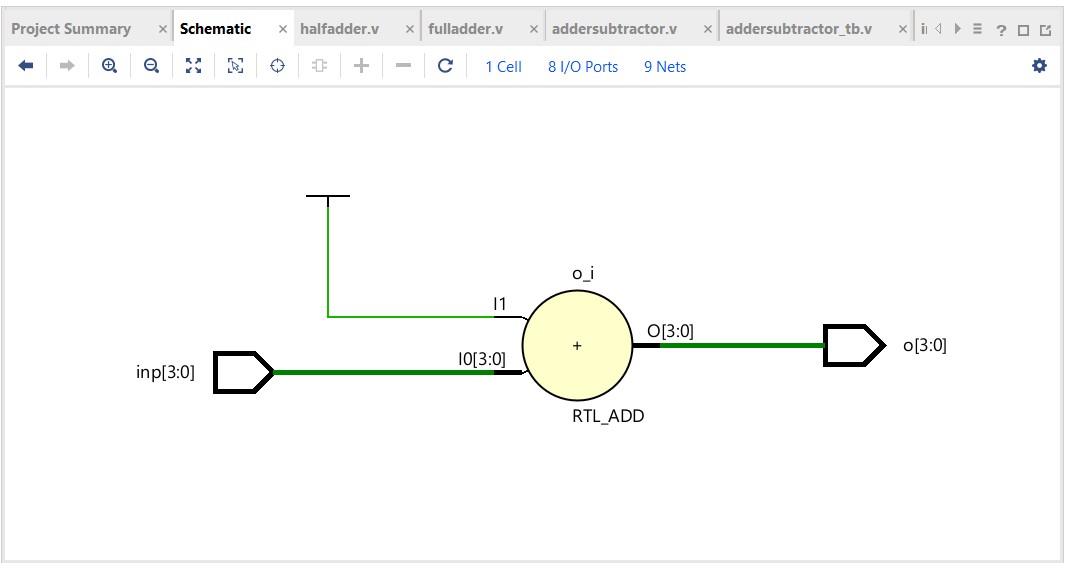 Project Summary × Schematic × halfadder.v × fulladder.v × addersubtractor.v × addersubtractor_tb.v ×
1 Cell 8 I/O Ports 9 Nets
o_i
I1
O[3:0]
+
o[3:0]
I0[3:0]
inp[3:0]
RTL_ADD